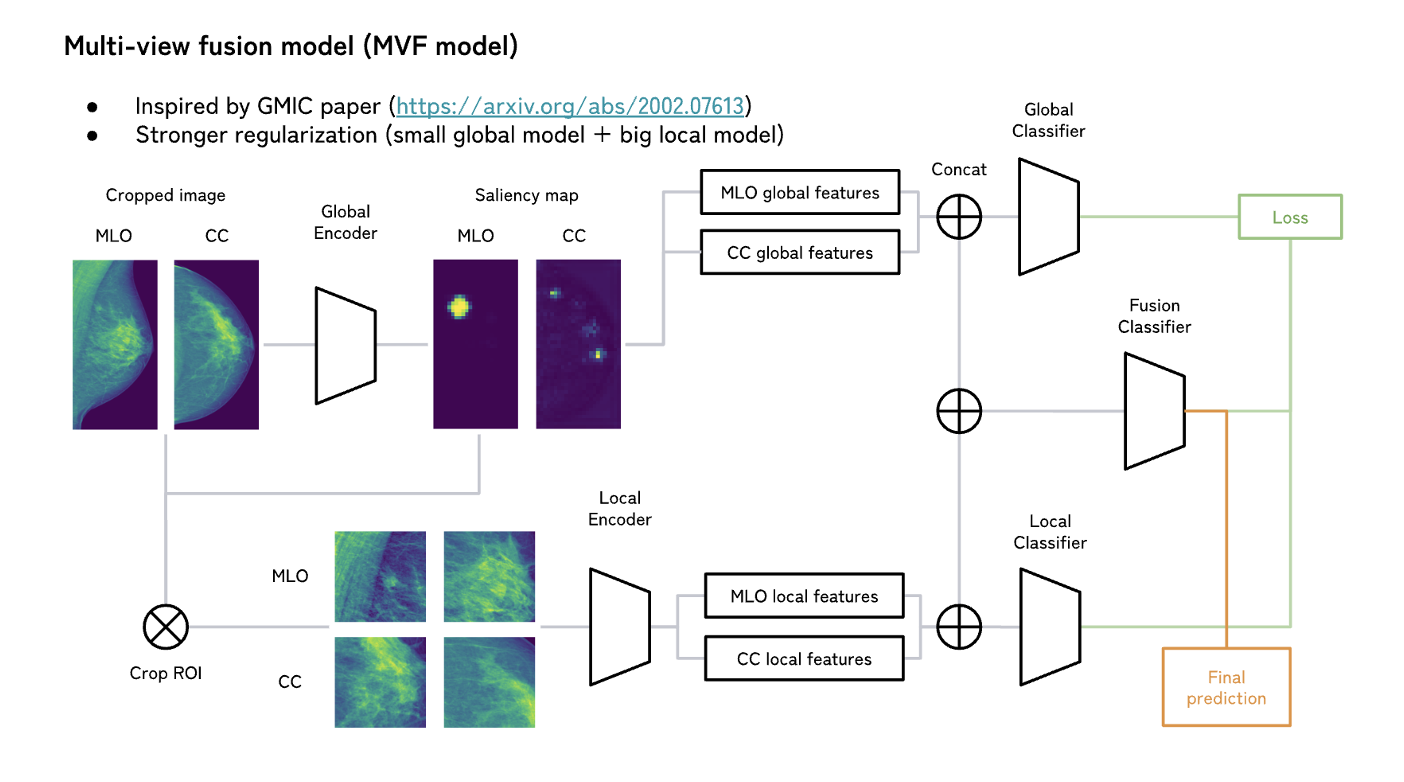 Multi-view fusion model (MVF model)
● Inspired by GMIC paper (https://arxiv.org/abs/2002.07613)
● Stronger regularization (small global model + big local model)
Global
Classifier
Concat
Cropped image
MLO
CC
Global
Encoder
Saliency map
MLO
CC
MLO global features
CC global features
Loss
Fusion
Classifier
Local
Encoder
Local
Classifier
MLO
CC
MLO local features
CC local features
Crop ROI
Final
prediction